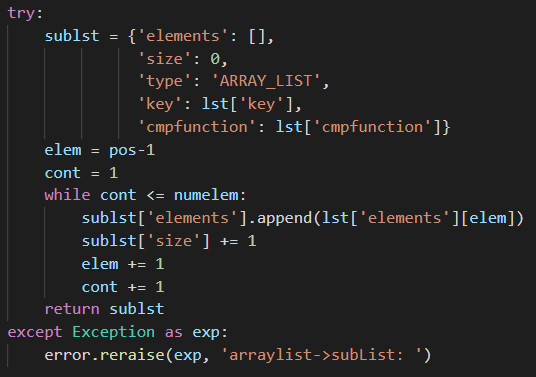 try:
    sublst = {'elements': [],
              'size': 0,
              'type': 'ARRAY_LIST',
              'key': lst['key'],
              'cmpfunction': lst['cmpfunction']}
    elem = pos-1
    cont = 1
    while cont <= numelem:
        sublst['elements'].append(lst['elements'][elem])
        sublst['size'] += 1
        elem += 1
        cont += 1
    return sublst
except Exception as exp:
    error.reraise(exp, 'arraylist->subList: ')